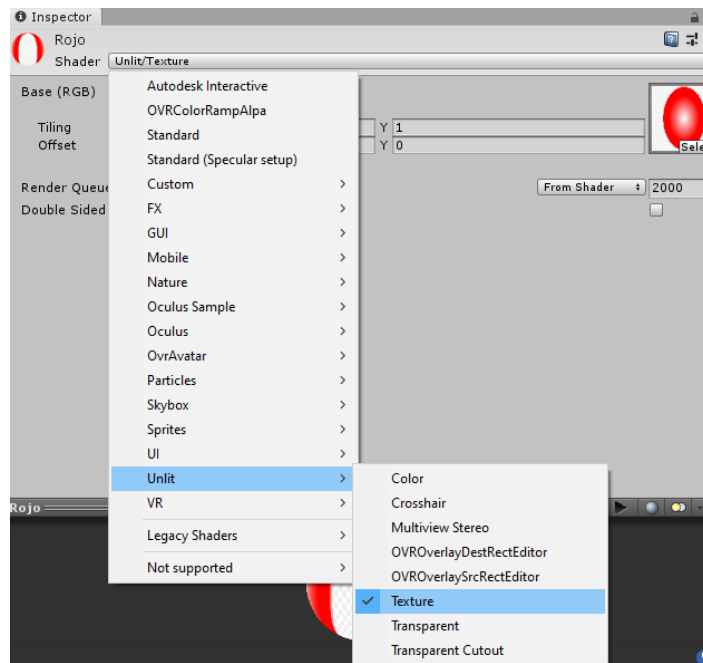 Inspector
Rojo
Shader Unlit/Texture
Base (RGB)
Tiling Y 1
Offset Y 0
Sele
Render Queue From Shader 2000
Double Sided
Autodesk Interactive
OVRColorRampAlpa
Standard
Standard (Specular setup)
Custom
FX
GUI
Mobile
Nature
Oculus Sample
Oculus
OvrAvatar
Particles
Skybox
Sprites
UI
Unlit
VR
Legacy Shaders
Not supported
Color
Crosshair
Multiview Stereo
OVROverlayDestRectEditor
OVROverlaySrcRectEditor
Texture
Transparent
Transparent Cutout
Rojo